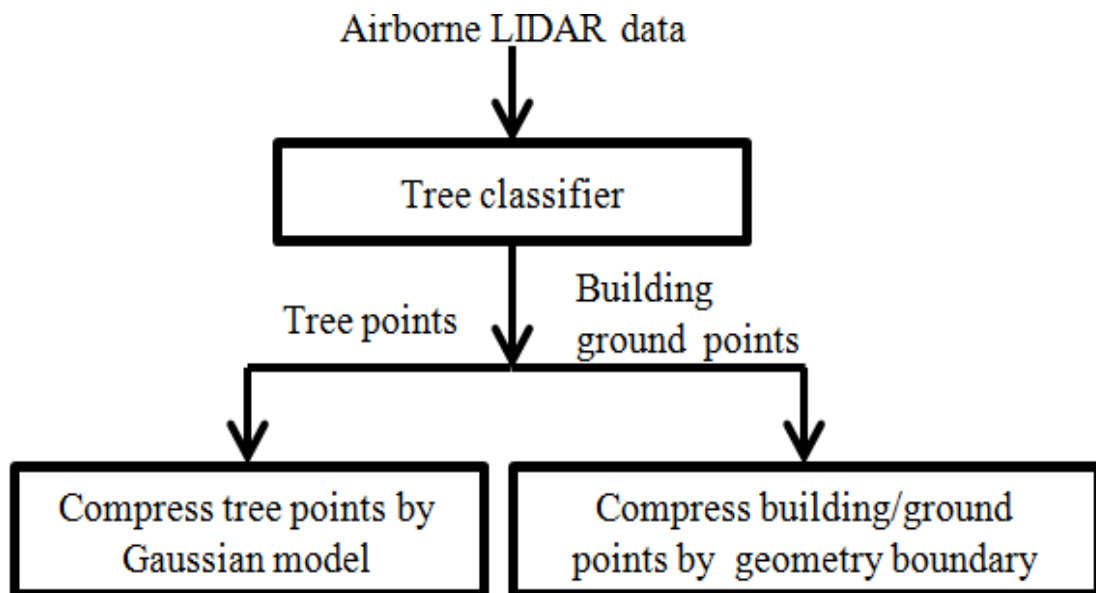 Airborne LIDAR data
Tree classifier
Tree points
Building
ground points
Compress tree points by
Gaussian model
Compress building/ground
points by geometry boundary